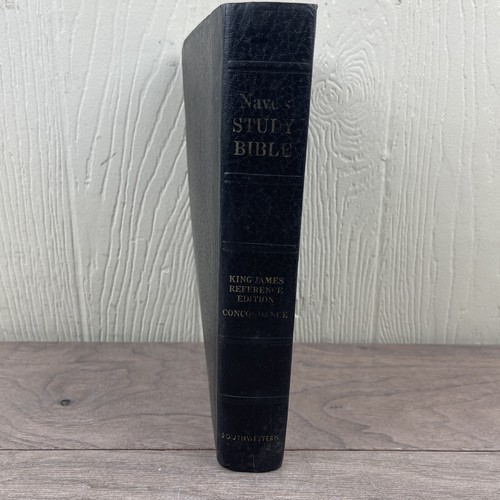 Nave's
STUDY
BIBLE
KING JAMES
REFERENCE
EDITION
CONCORDANCE
SOUTHWESTERN